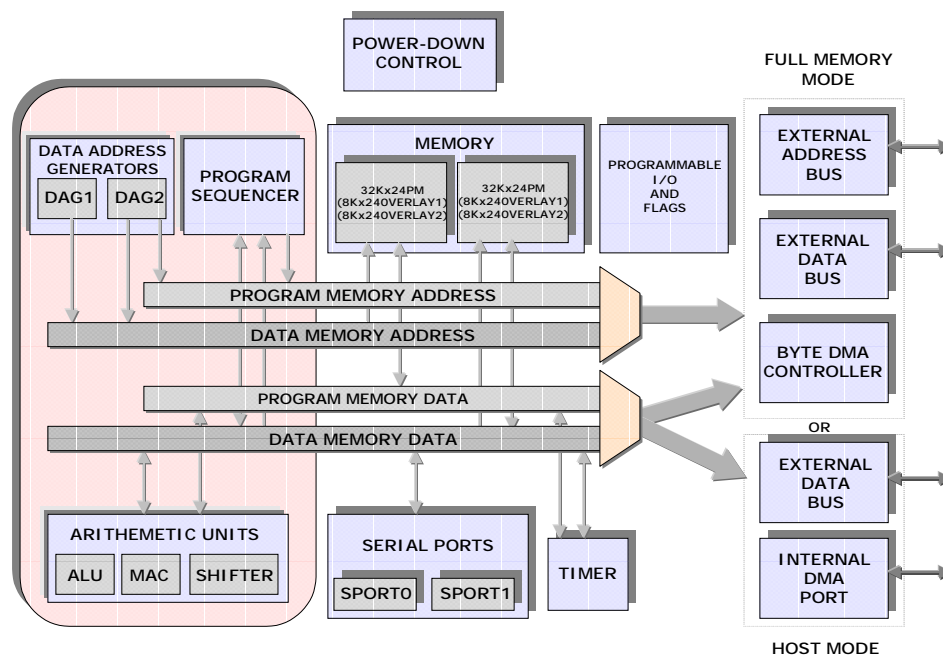 POWER-DOWN
CONTROL
FULL MEMORY
MODE
DATA ADDRESS
GENERATORS
DAG1
DAG2
PROGRAM
SEQUENCER
MEMORY
32Kx24PM
(8Kx240VERLAY1)
(8Kx240VERLAY2)
32Kx24PM
(8Kx240VERLAY1)
(8Kx240VERLAY2)
PROGRAMMABLE
I/O
AND
FLAGS
EXTERNAL
ADDRESS
BUS
EXTERNAL
DATA
BUS
PROGRAM MEMORY ADDRESS
DATA MEMORY ADDRESS
BYTE DMA
CONTROLLER
PROGRAM MEMORY DATA
DATA MEMORY DATA
OR
EXTERNAL
DATA
BUS
ARITHEMETIC UNITS
ALU
MAC
SHIFTER
SERIAL PORTS
SPORT0
SPORT1
TIMER
INTERNAL
DMA
PORT
HOST MODE